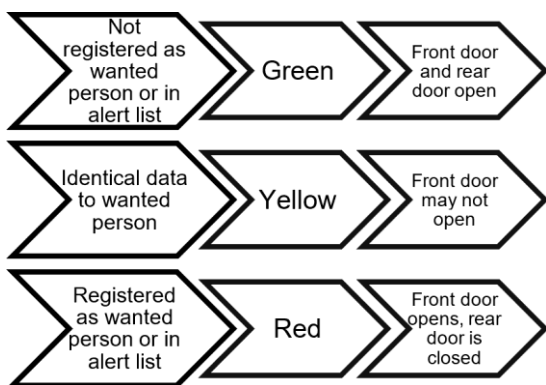 Not
registered as
wanted
person or in
alert list
Green
Front door
and rear
door open
Identical data
to wanted
person
Yellow
Front door
may not
open
Registered
as wanted
person or in
alert list
Red
Front door
opens, rear
door is
closed